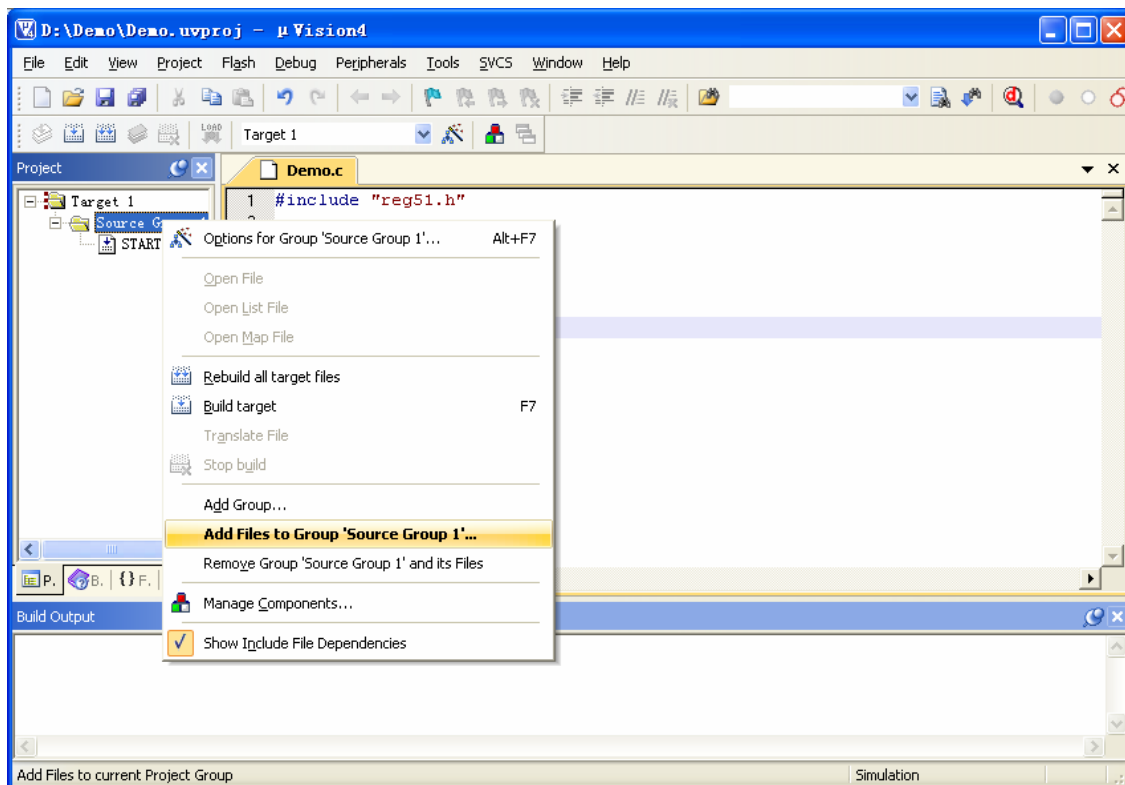 D:\Demo\Demo.uvproj - µVision4
File Edit View Project Flash Debug Peripherals Tools SVCS Window Help
LOAD Target 1
Project
Demo.c
Target 1
1 #include "reg51.h"
Source G
START
Options for Group 'Source Group 1'... Alt+F7
Open File
Open List File
Open Map File
Rebuild all target files
Build target F7
Translate File
Stop build
Add Group...
Add Files to Group 'Source Group 1'...
Remove Group 'Source Group 1' and its Files
P. B. {} F.
Manage Components...
Build Output
Show Include File Dependencies
Add Files to current Project Group Simulation